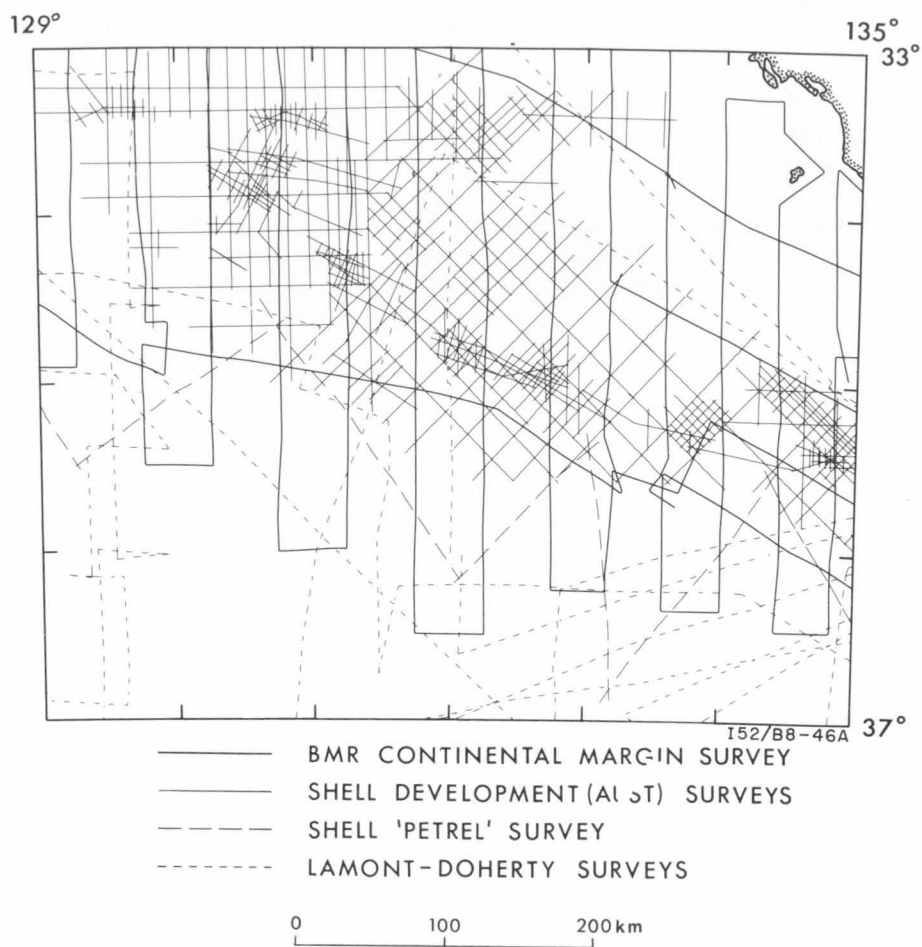 129° 135°
33°
37°
I52/B8-46A
BMR CONTINENTAL MARGIN SURVEY
SHELL DEVELOPMENT (AUST) SURVEYS
SHELL 'PETREL' SURVEY
LAMONT-DOHERTY SURVEYS
0 100 200 km